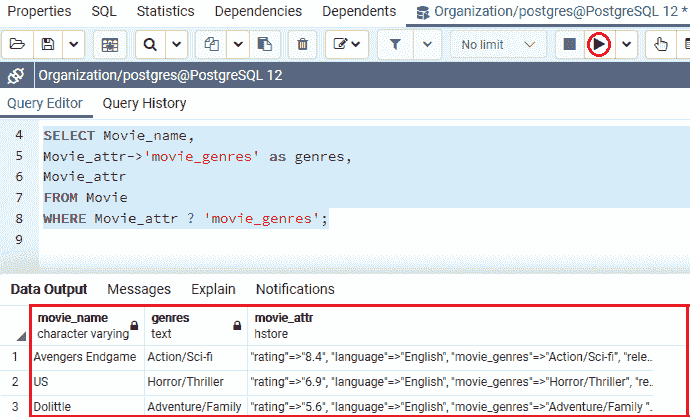 Properties SQL Statistics Dependencies Dependents Organization/postgres@PostgreSQL 12 *
No limit
Organization/postgres@PostgreSQL 12
Query Editor Query History
4 SELECT Movie_name,
5 Movie_attr->'movie_genres' as genres,
6 Movie_attr
7 FROM Movie
8 WHERE Movie_attr ? 'movie_genres';
9
Data Output Messages Explain Notifications
movie_name genres movie_attr
character varying text hstore
1 Avengers Endgame Action/Sci-fi "rating"=>"8.4", "language"=>"English", "movie_genres"=>"Action/Sci-fi", "rele...
2 US Horror/Thriller "rating"=>"6.9", "language"=>"English", "movie_genres"=>"Horror/Thriller", "re...
3 Dolittle Adventure/Family "rating"=>"5.6", "language"=>"English", "movie_genres"=>"Adventure/Family "...